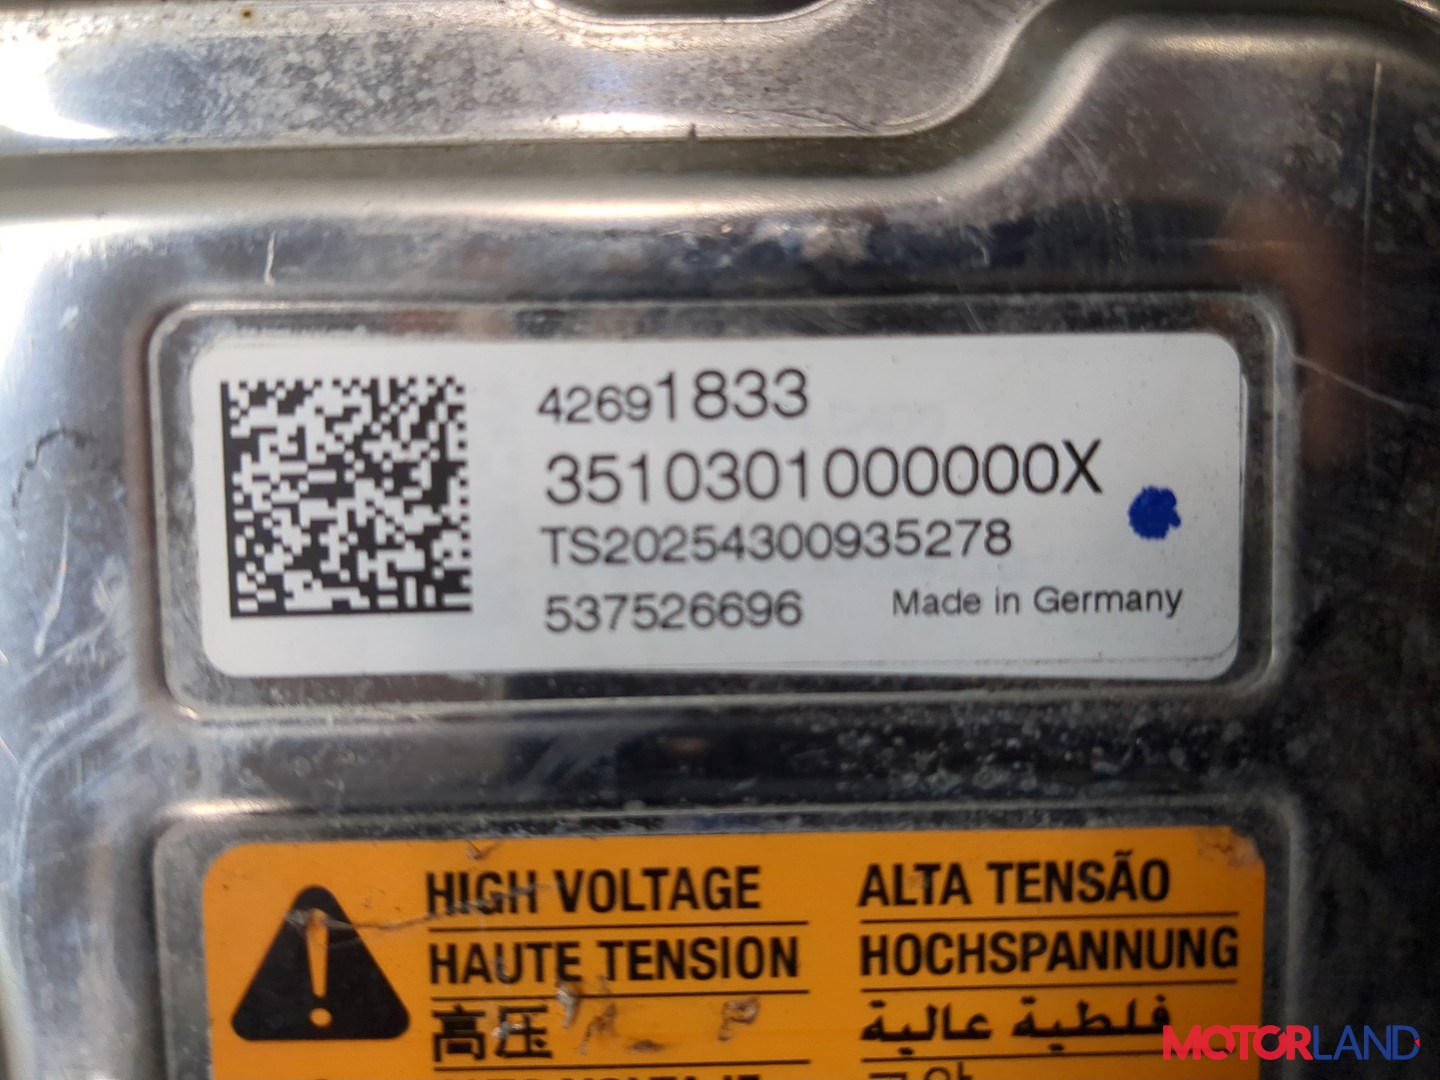 42691833
3510301000000X
TS20254300935278
537526696 Made in Germany
HIGH VOLTAGE ALTA TENSÃO
HAUTE TENSION HOCHSPANNUNG
高压 فلطية عالية
MOTORLAND